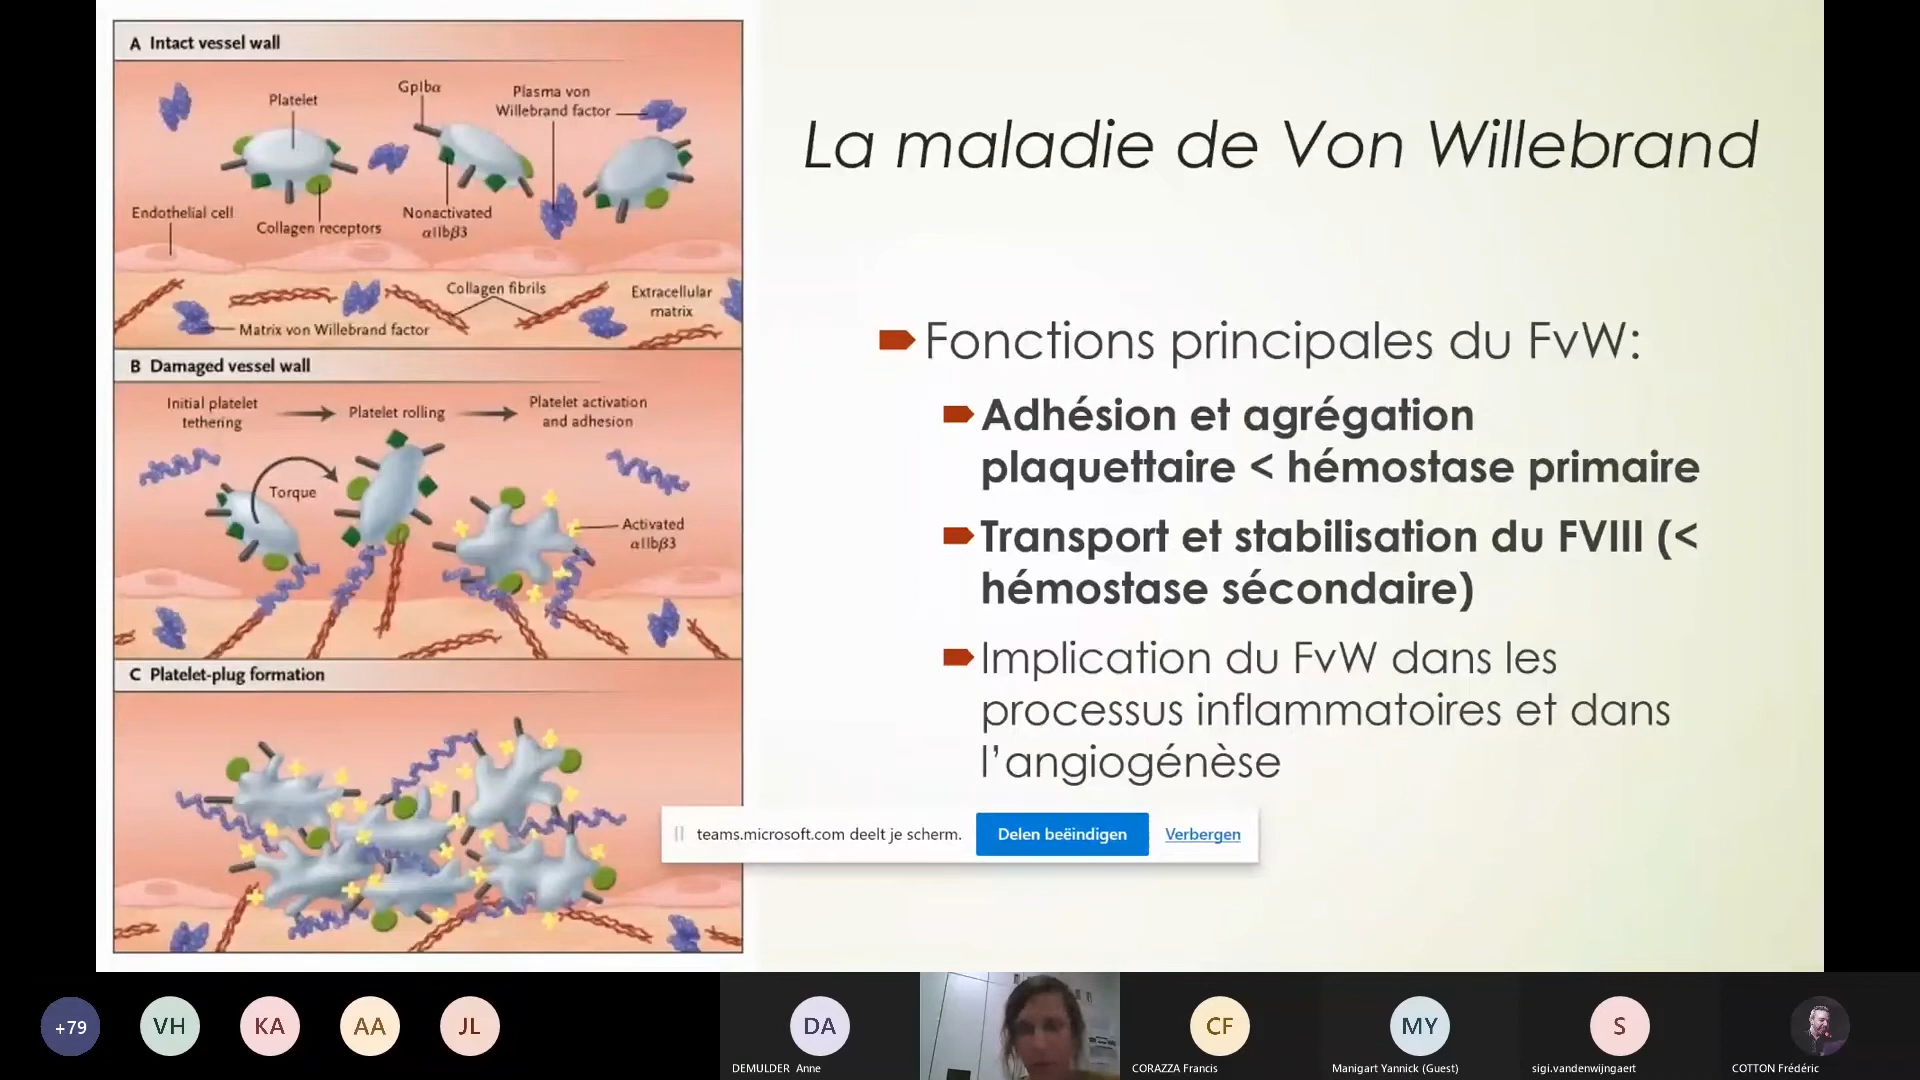 A Intact vessel wall
Platelet
GpIbα
Plasma von
Willebrand factor
Endothelial cell
Collagen receptors
Nonactivated
αIIbβ3
Collagen fibrils
Extracellular
matrix
Matrix von Willebrand factor
B Damaged vessel wall
Initial platelet
tethering
Platelet rolling
Platelet activation
and adhesion
Torque
Activated
αIIbβ3
C Platelet-plug formation
La maladie de Von Willebrand
Fonctions principales du FvW:
Adhésion et agrégation
plaquettaire < hémostase primaire
Transport et stabilisation du FVIII (<
hémostase sécondaire)
Implication du FvW dans les
processus inflammatoires et dans
l'angiogénèse
teams.microsoft.com deelt je scherm.
Delen beëindigen
Verbergen
+79
VH
KA
AA
JL
DA
DEMULDER Anne
CF
CORAZZA Francis
MY
Manigart Yannick (Guest)
S
sigi.vandenwijngaert
COTTON Frédéric